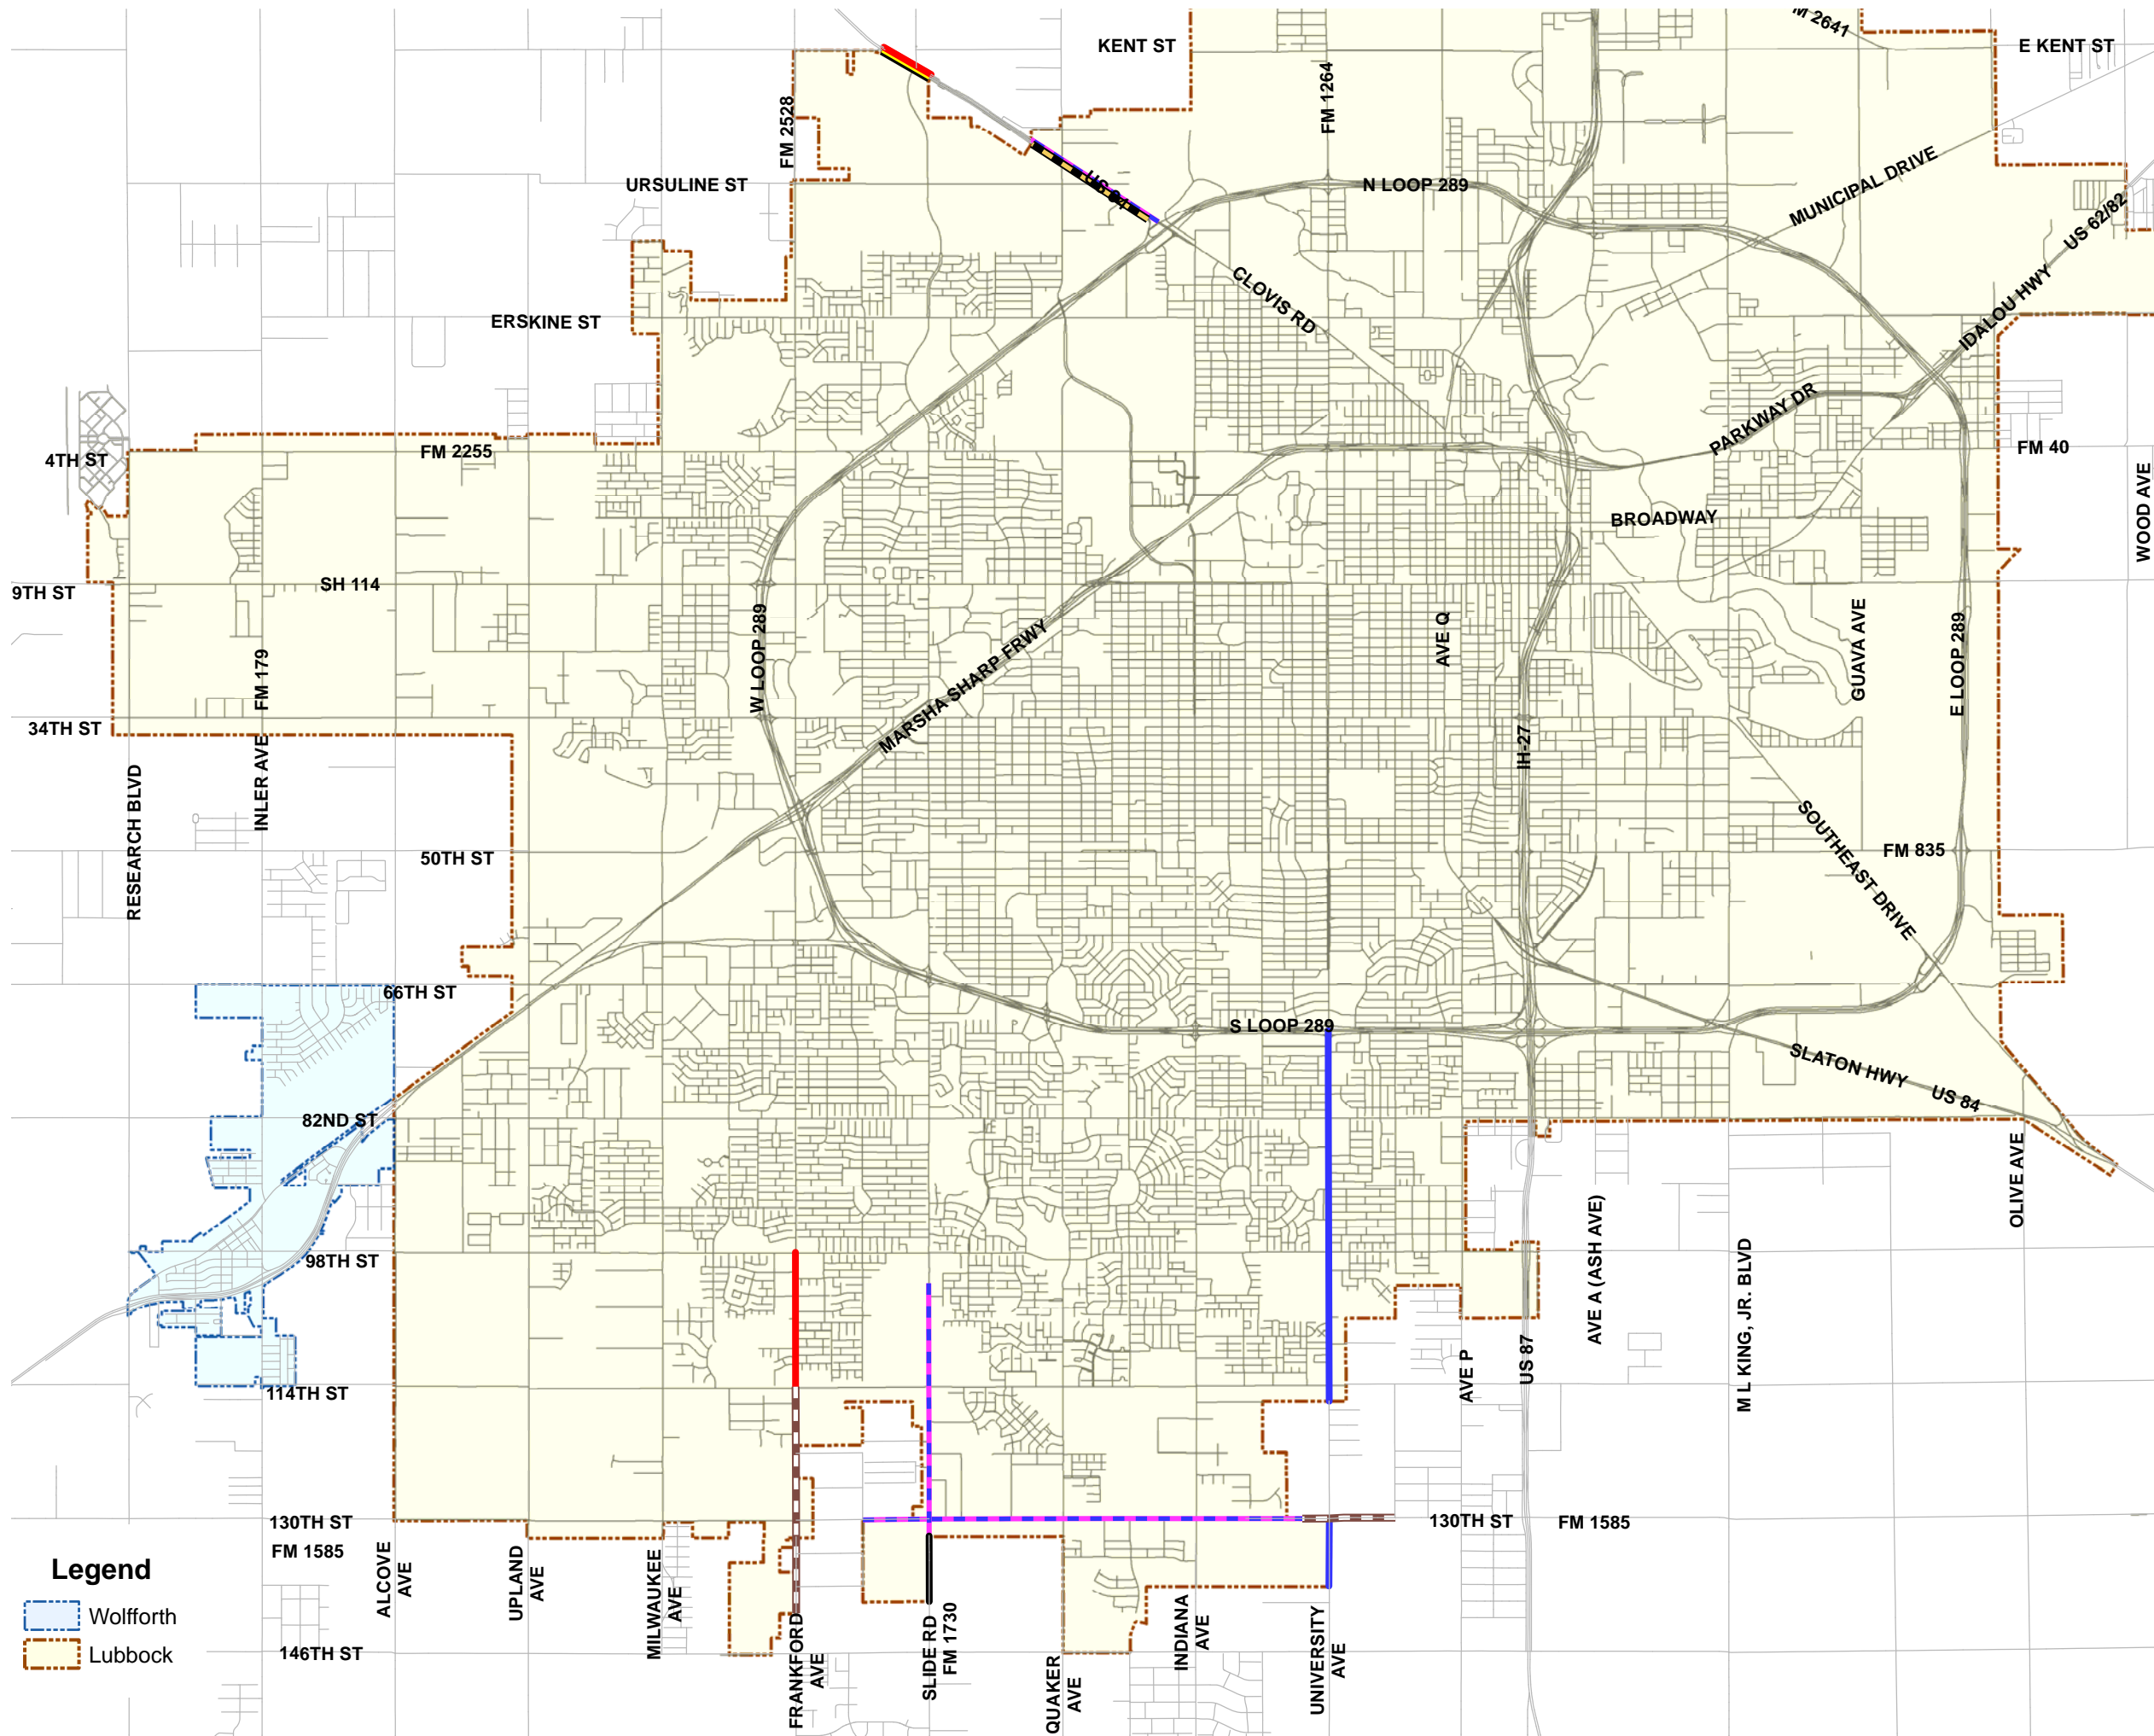 M 2641
KENT ST
E KENT ST
FM 1264
FM 2528
URSULINE ST
US 84
N LOOP 289
MUNICIPAL DRIVE
US 62/82
CLOVIS RD
IDALOU HWY
ERSKINE ST
PARKWAY DR
4TH ST
FM 2255
FM 40
WOOD AVE
BROADWAY
9TH ST
SH 114
W LOOP 289
MARSHA SHARP FRWY
AVE Q
GUAVA AVE
E LOOP 289
FM 179
34TH ST
INLER AVE
IH-27
RESEARCH BLVD
50TH ST
SOUTHEAST DRIVE
FM 835
66TH ST
S LOOP 289
SLATON HWY
US 84
82ND ST
OLIVE AVE
98TH ST
AVE A (ASH AVE)
M L KING, JR. BLVD
US 87
AVE P
114TH ST
130TH ST
FM 1585
130TH ST
FM 1585
ALCOVE
AVE
UPLAND
AVE
MILWAUKEE
AVE
FRANKFORD
AVE
SLIDE RD
FM 1730
QUAKER
AVE
INDIANA
AVE
UNIVERSITY
AVE
146TH ST
Legend
Wolfforth
Lubbock